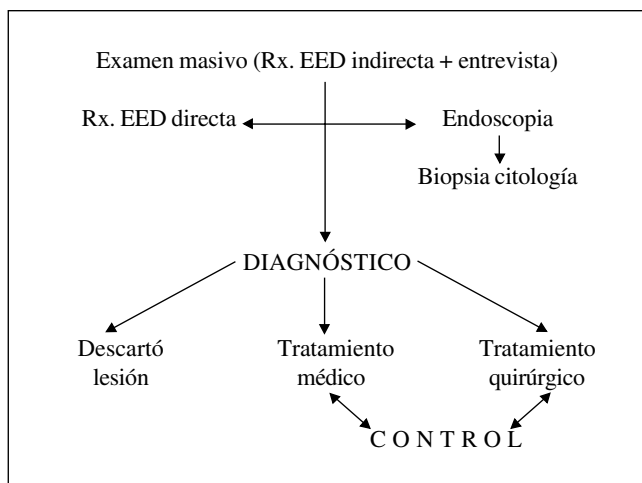 Examen masivo (Rx. EED indirecta + entrevista)
Rx. EED directa
Endoscopia
Biopsia citología
DIAGNÓSTICO
Descartó
lesión
Tratamiento
médico
Tratamiento
quirúrgico
C O N T R O L